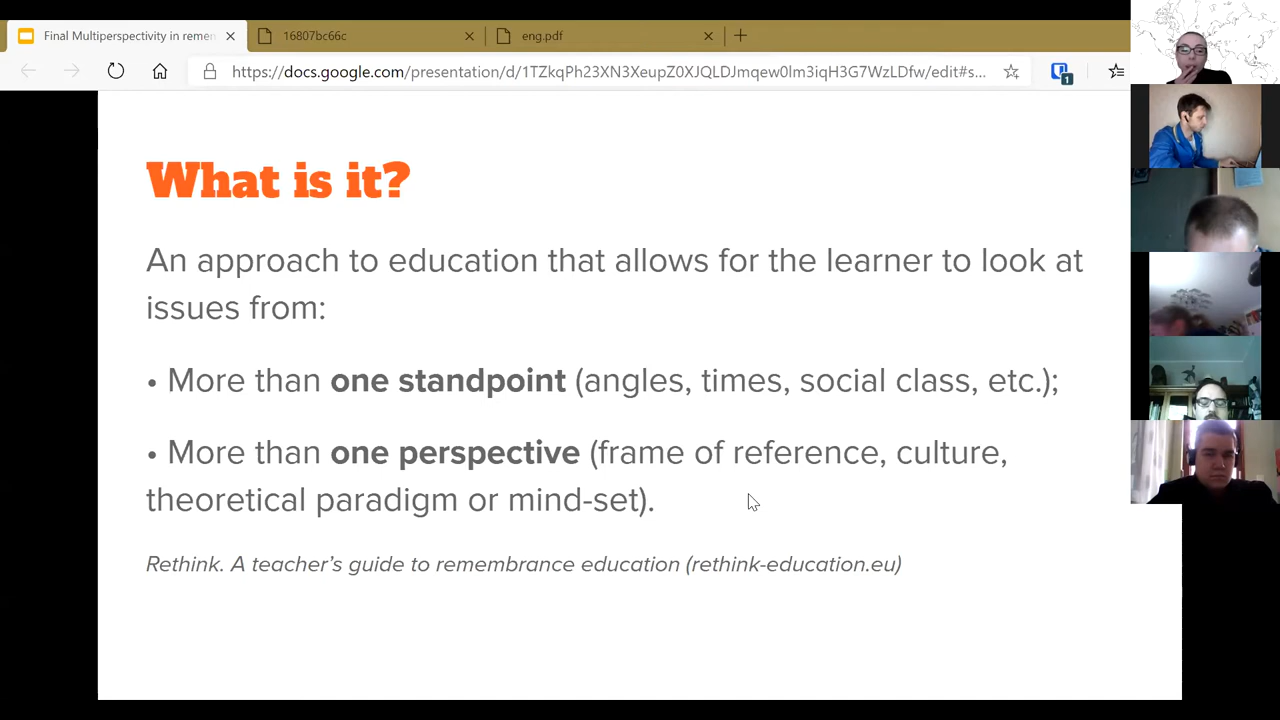 Final Multiperspectivity in remen
16807bc66c
eng.pdf
https://docs.google.com/presentation/d/1TZkqPh23XN3XeupZ0XJQLDJmqew0lm3iqH3G7WzLDfw/edit#s...
1
What is it?
An approach to education that allows for the learner to look at
issues from:
• More than one standpoint (angles, times, social class, etc.);
• More than one perspective (frame of reference, culture,
theoretical paradigm or mind-set).
Rethink. A teacher's guide to remembrance education (rethink-education.eu)